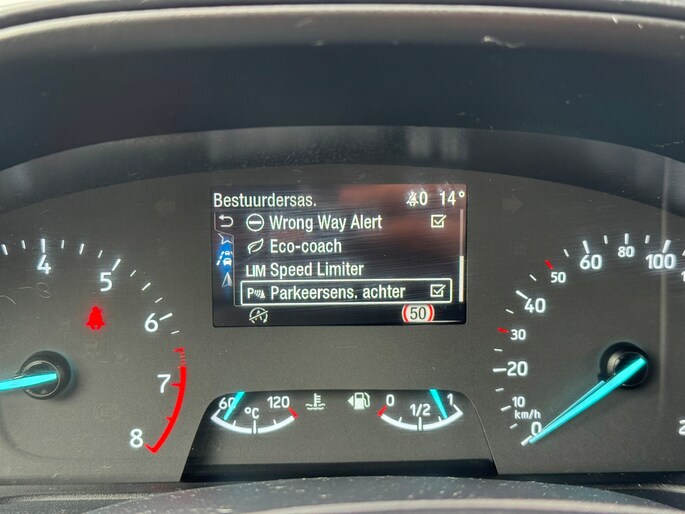 Bestuurdersas. 0 14°
Wrong Way Alert
Eco-coach
LIM Speed Limiter
P Parkeersens. achter
A 50
4 5 6 7 8
60 120 °C
0 1/2 1
0 10 20 30 40 50 60 80 100
km/h